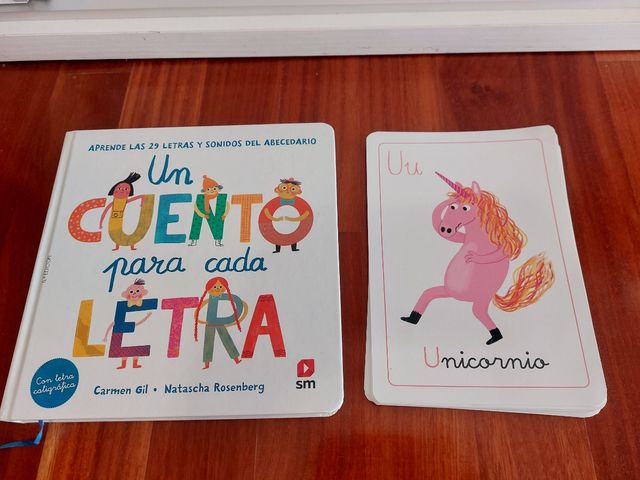 APRENDE LAS 29 LETRAS Y SONIDOS DEL ABECEDARIO
Un
CUENTO
para cada
LETRA
Con letra
caligráfica
Carmen Gil • Natascha Rosenberg
sm
Uu
Unicornio